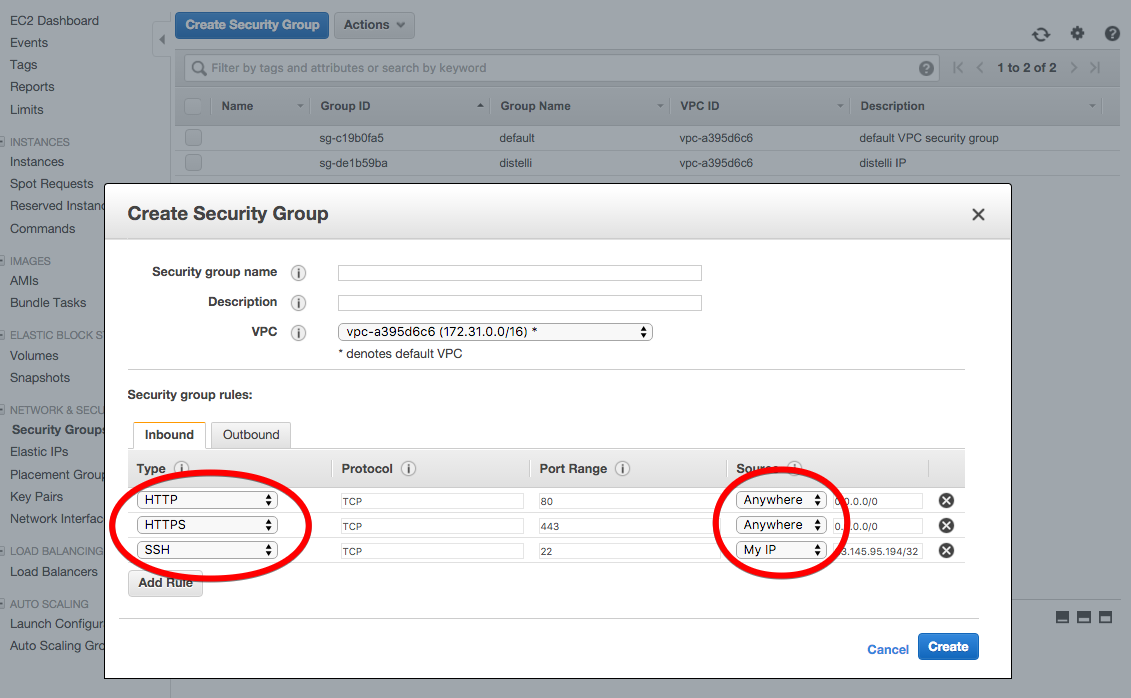 EC2 Dashboard
Events
Tags
Reports
Limits
INSTANCES
Instances
Spot Requests
Reserved Instanc
Commands
IMAGES
AMIs
Bundle Tasks
ELASTIC BLOCK ST
Volumes
Snapshots
NETWORK & SECU
Security Groups
Elastic IPs
Placement Group
Key Pairs
Network Interfac
LOAD BALANCING
Load Balancers
AUTO SCALING
Launch Configur
Auto Scaling Gro
Create Security Group Actions
Filter by tags and attributes or search by keyword 1 to 2 of 2
Name Group ID Group Name VPC ID Description
sg-c19b0fa5 default vpc-a395d6c6 default VPC security group
sg-de1b59ba distelli vpc-a395d6c6 distelli IP
Create Security Group
Security group name
Description
VPC vpc-a395d6c6 (172.31.0.0/16) *
* denotes default VPC
Security group rules:
Inbound Outbound
Type Protocol Port Range Source
HTTP TCP 80 Anywhere 0.0.0.0/0
HTTPS TCP 443 Anywhere 0.0.0.0/0
SSH TCP 22 My IP 3.145.95.194/32
Add Rule
Cancel Create